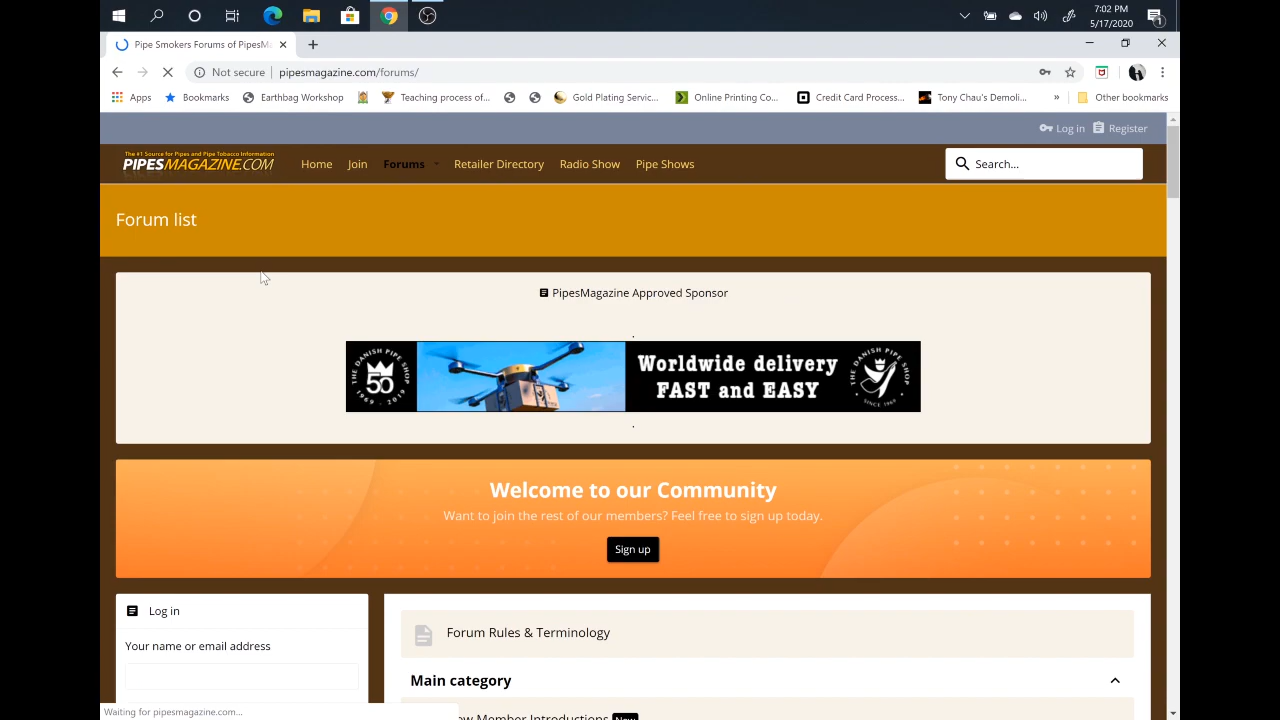 7:02 PM
5/17/2020
Pipe Smokers Forums of PipesMa
Not secure | pipesmagazine.com/forums/
Apps Bookmarks Earthbag Workshop Teaching process of... Gold Plating Servic... Online Printing Co... Credit Card Process... Tony Chau's Demoli... » Other bookmarks
Log in Register
The #1 Source for Pipes and Pipe Tobacco Information
PIPESMAGAZINE.COM
Home Join Forums Retailer Directory Radio Show Pipe Shows Search...
Forum list
PipesMagazine Approved Sponsor
.
THE DANISH PIPE SHOP 50 1969 - 2019
Worldwide delivery
FAST and EASY
THE DANISH PIPE SHOP SINCE 1969
.
Welcome to our Community
Want to join the rest of our members? Feel free to sign up today.
Sign up
Log in
Your name or email address
Forum Rules & Terminology
Main category
Member Introductions New
Waiting for pipesmagazine.com...